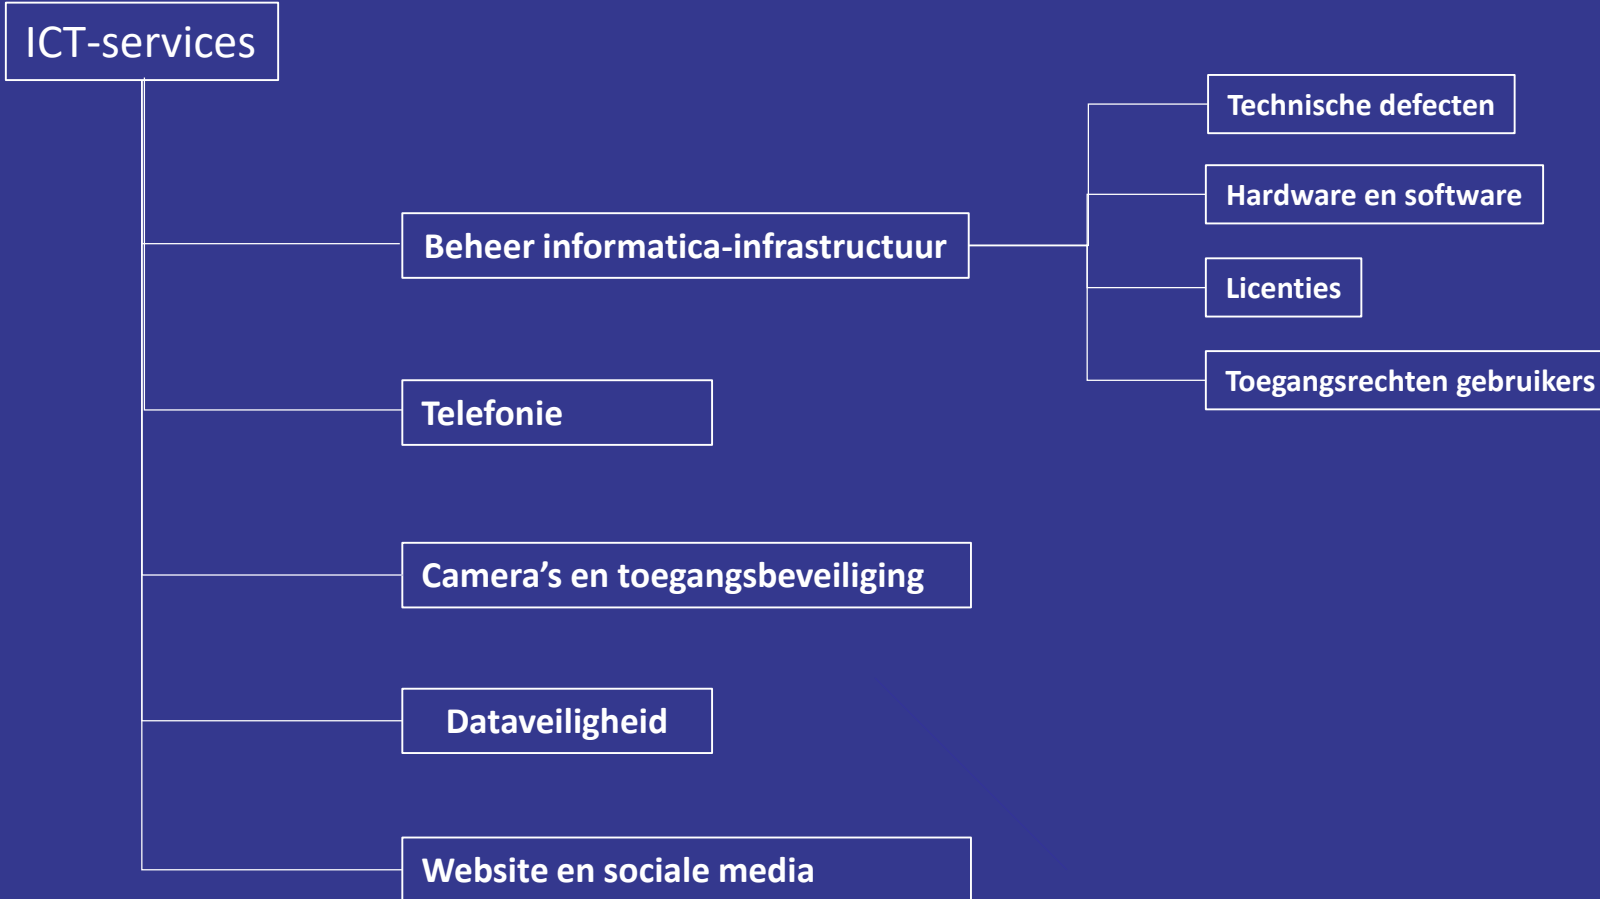 ICT-services
Technische defecten
Hardware en software
Beheer informatica-infrastructuur
Licenties
Toegangsrechten gebruikers
Telefonie
Camera’s en toegangsbeveiliging
Dataveiligheid
Website en sociale media